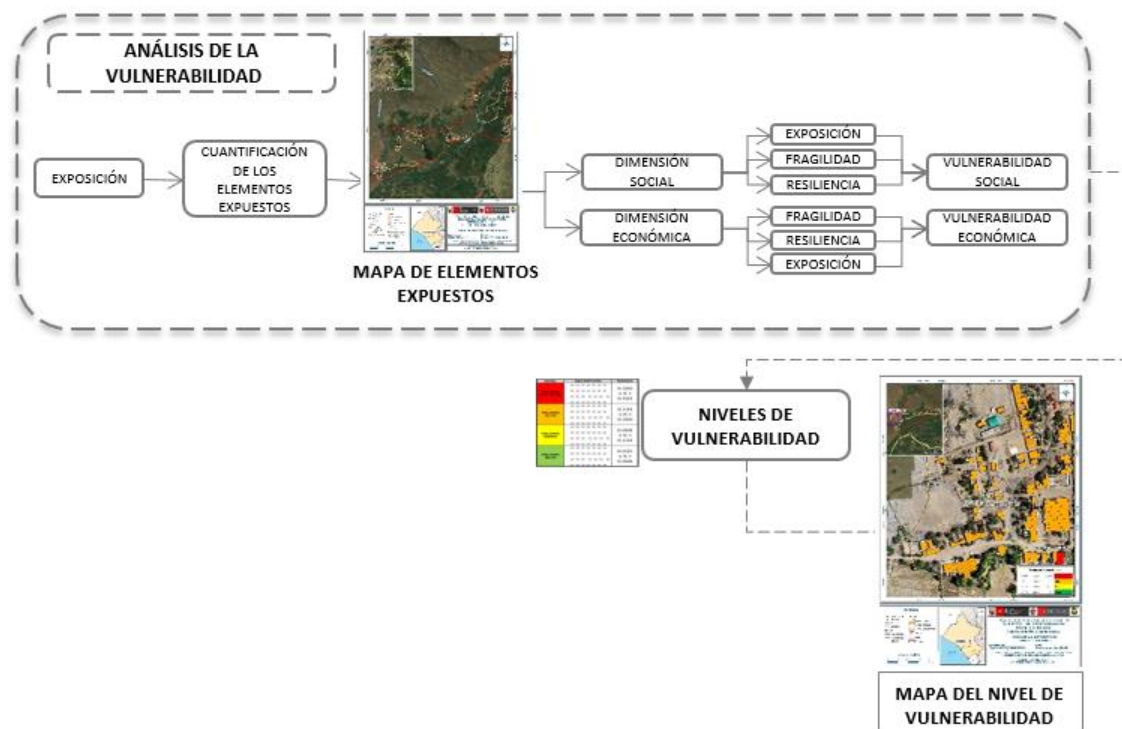 ANÁLISIS DE LA
VULNERABILIDAD
EXPOSICIÓN
CUANTIFICACIÓN
DE LOS
ELEMENTOS
EXPUESTOS
MAPA DE ELEMENTOS
EXPUESTOS
DIMENSIÓN
SOCIAL
EXPOSICIÓN
FRAGILIDAD
RESILIENCIA
VULNERABILIDAD
SOCIAL
DIMENSIÓN
ECONÓMICA
FRAGILIDAD
RESILIENCIA
EXPOSICIÓN
VULNERABILIDAD
ECONÓMICA
NIVELES DE
VULNERABILIDAD
MAPA DEL NIVEL DE
VULNERABILIDAD